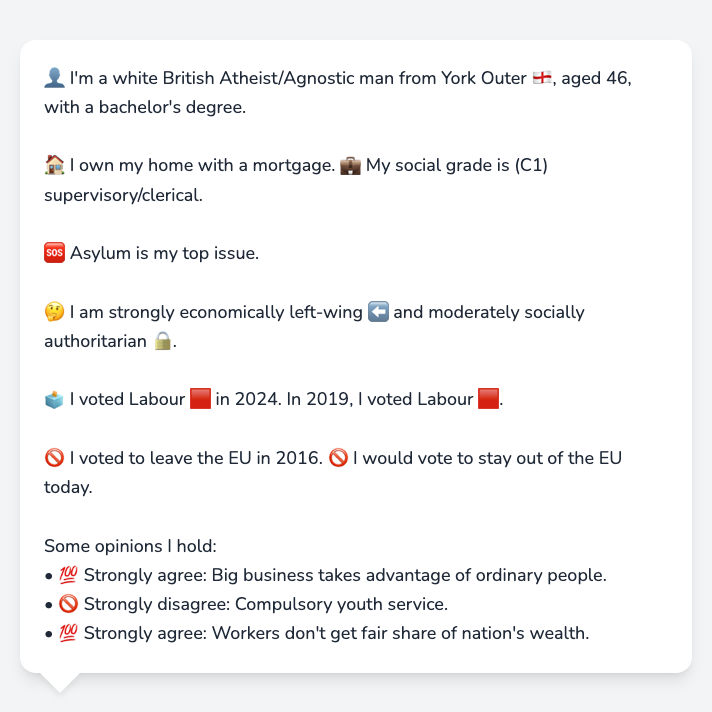 👤 I'm a white British Atheist/Agnostic man from York Outer 🏴󠁧󠁢󠁥󠁮󠁧󠁿, aged 46,
with a bachelor's degree.
🏠 I own my home with a mortgage. 💼 My social grade is (C1)
supervisory/clerical.
🆘 Asylum is my top issue.
🤔 I am strongly economically left-wing ⬅️ and moderately socially
authoritarian 🔒.
🗳️ I voted Labour 🟥 in 2024. In 2019, I voted Labour 🟥.
🚫 I voted to leave the EU in 2016. 🚫 I would vote to stay out of the EU
today.
Some opinions I hold:
• 💯 Strongly agree: Big business takes advantage of ordinary people.
• 🚫 Strongly disagree: Compulsory youth service.
• 💯 Strongly agree: Workers don't get fair share of nation's wealth.